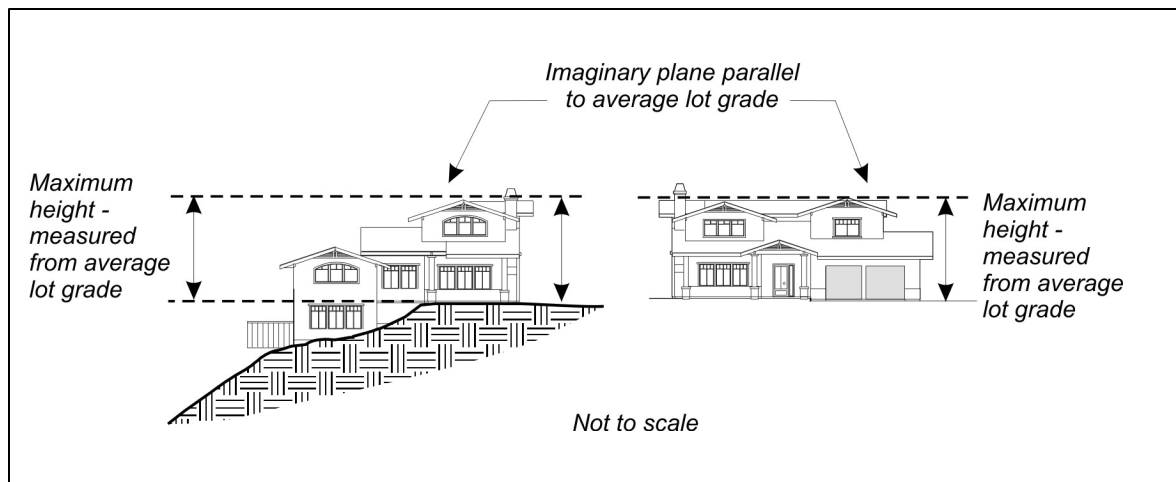 Imaginary plane parallel
to average lot grade
Maximum
height -
measured
from average
lot grade
Maximum
height -
measured
from average
lot grade
Not to scale